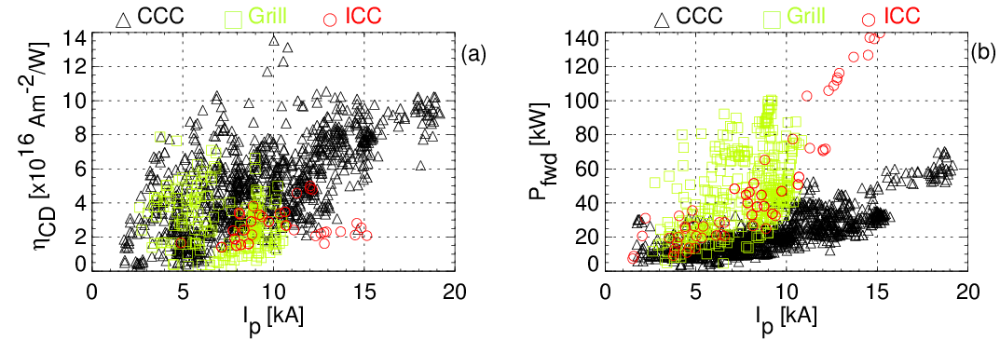 CCC Grill ICC
(a)
14
12
10
8
6
4
2
0
η_CD [x10^16 Am^-2/W]
0 5 10 15 20
I_p [kA]
CCC Grill ICC
(b)
140
120
100
80
60
40
20
0
P_fwd [kW]
0 5 10 15 20
I_p [kA]